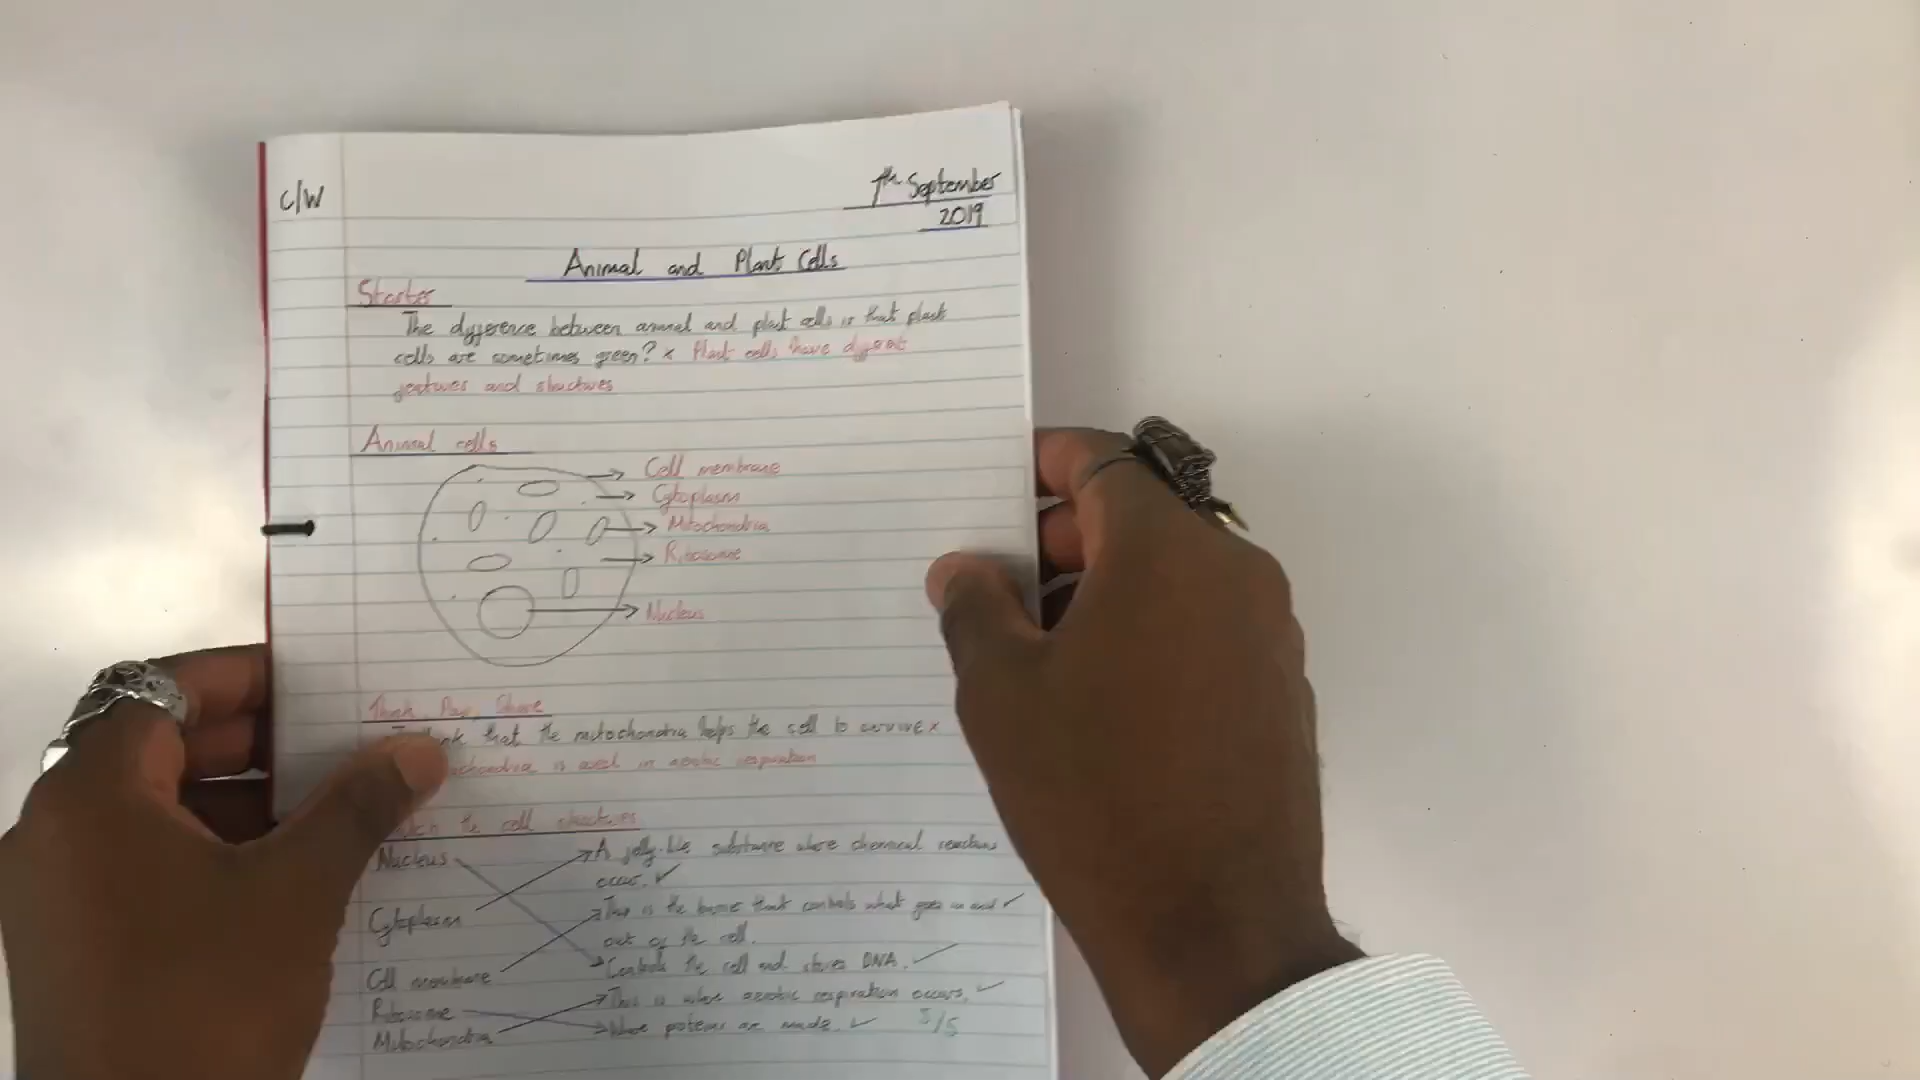 C/W
7th September
2019
Animal and Plant Cells
Starter
The difference between animal and plant cells is that plant
cells are sometimes green? x Plant cells have different
features and structures
Animal cells
Cell membrane
Cytoplasm
Mitochondria
Ribosome
Nucleus
Think, Pair, Share
that the mitochondria helps the cell to survive x
is used in aerobic respiration
the cell structures
Nucleus
A jelly-like substance where chemical reactions
occur. ✓
Cytoplasm
This is the barrier that controls what goes in and ✓
out of the cell.
Controls the cell and stores DNA. ✓
Cell membrane
This is where aerobic respiration occurs. ✓
Ribosome
Where proteins are made. ✓ 5/5
Mitochondria